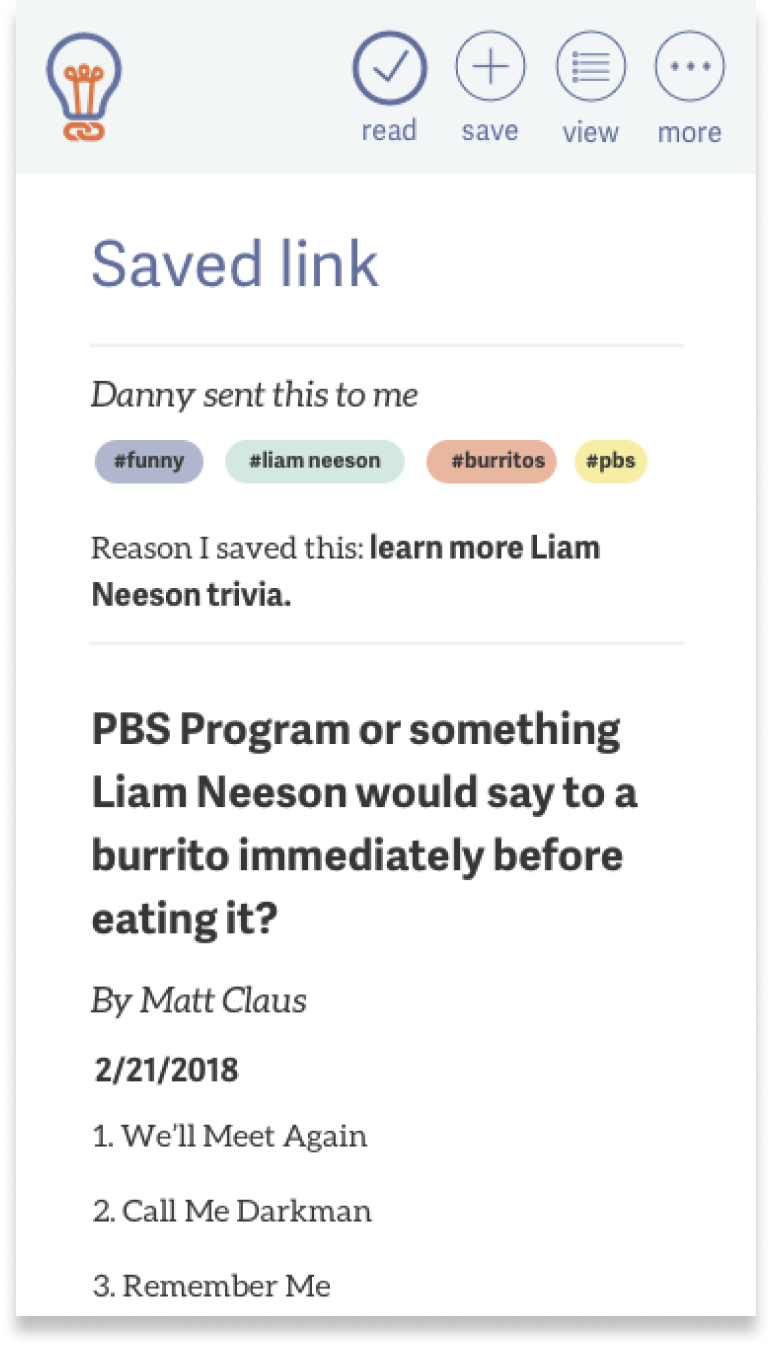 read save view more
Saved link
Danny sent this to me
#funny #liam neeson #burritos #pbs
Reason I saved this: learn more Liam
Neeson trivia.
PBS Program or something
Liam Neeson would say to a
burrito immediately before
eating it?
By Matt Claus
2/21/2018
1. We'll Meet Again
2. Call Me Darkman
3. Remember Me